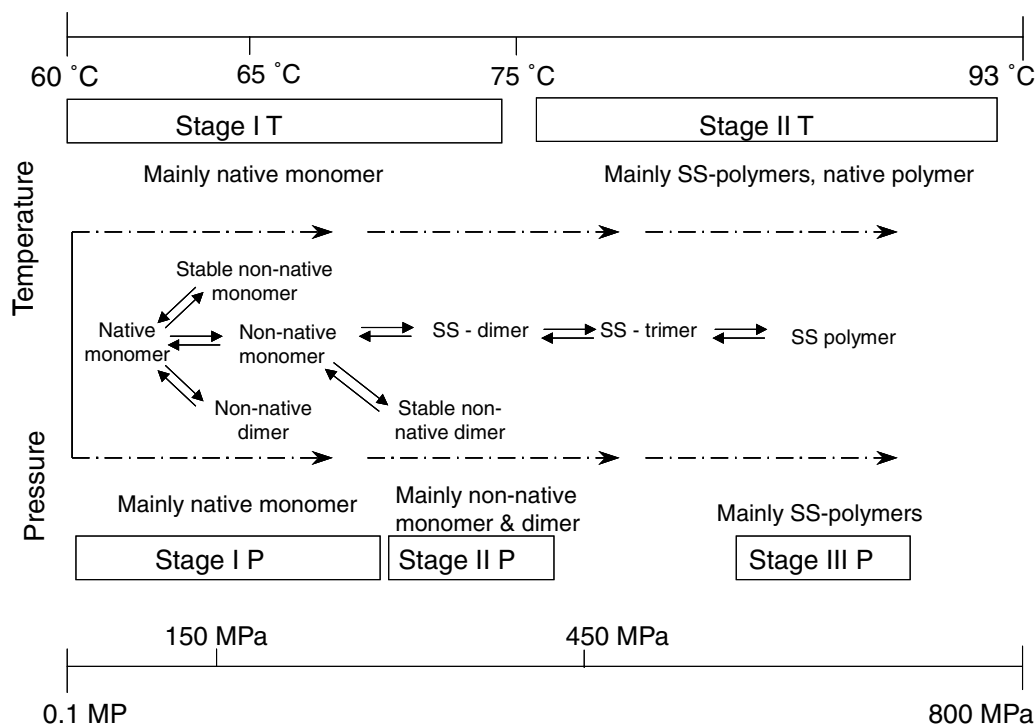 60 °C
65 °C
75 °C
93 °C
Stage I T
Stage II T
Mainly native monomer
Mainly SS-polymers, native polymer
Temperature
Stable non-native
monomer
Native
monomer
Non-native
monomer
SS - dimer
SS - trimer
SS polymer
Non-native
dimer
Stable non-
native dimer
Pressure
Mainly native monomer
Mainly non-native
monomer & dimer
Mainly SS-polymers
Stage I P
Stage II P
Stage III P
150 MPa
450 MPa
0.1 MP
800 MPa